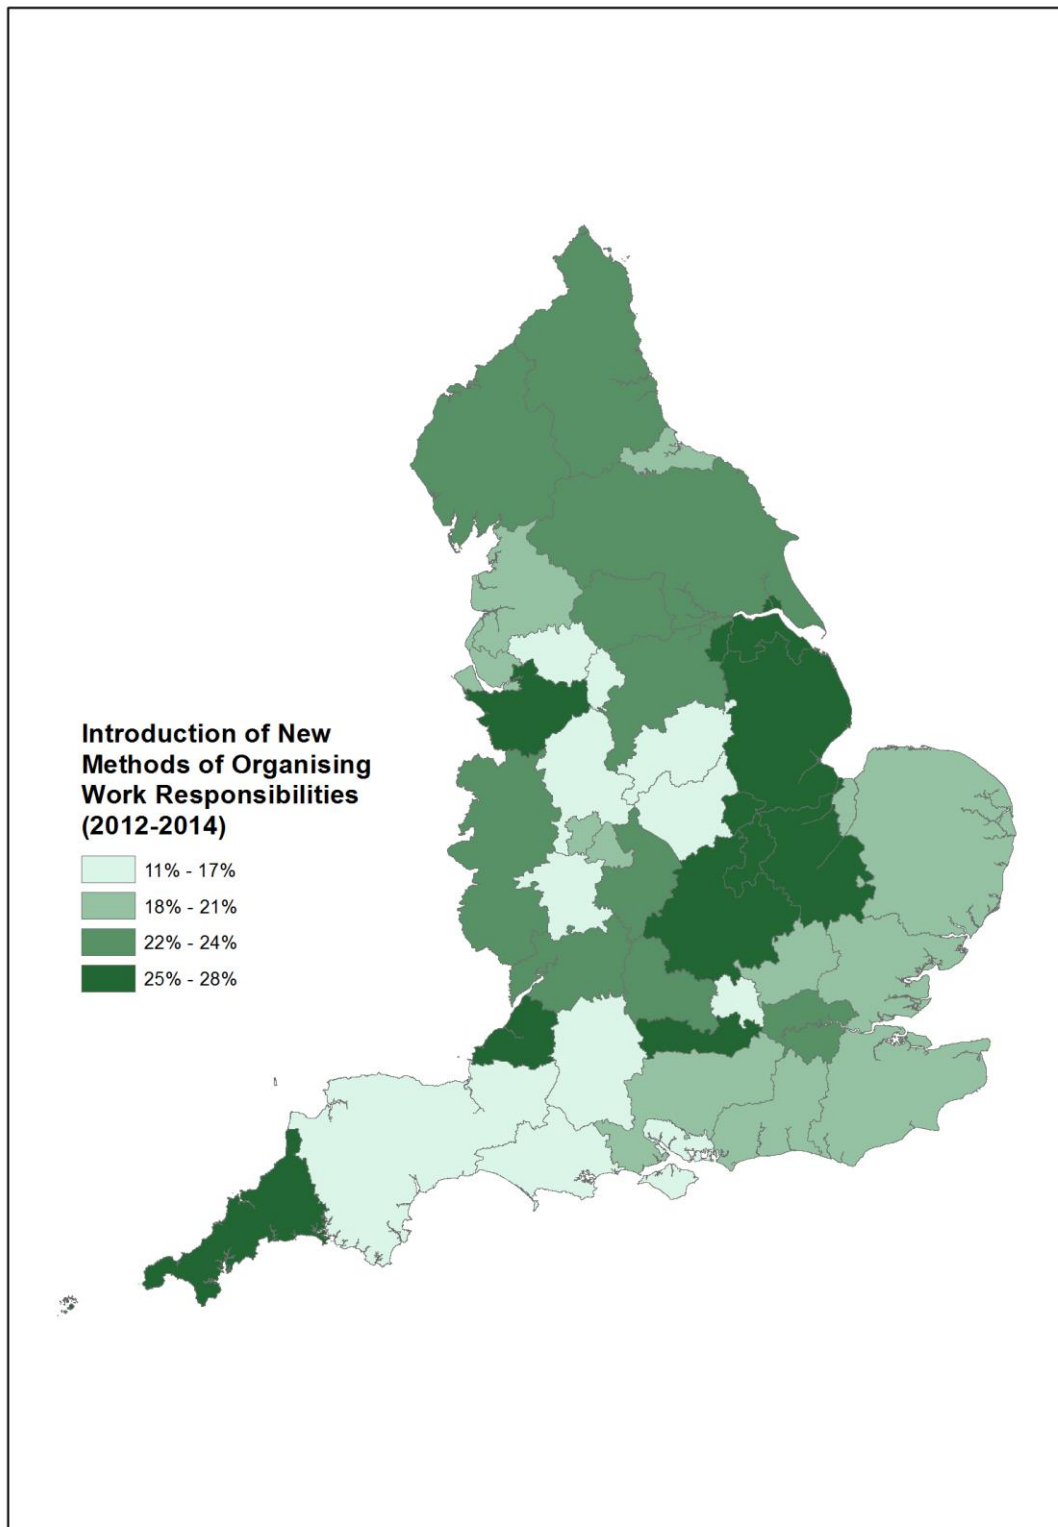 Introduction of New
Methods of Organising
Work Responsibilities
(2012-2014)
11% - 17%
18% - 21%
22% - 24%
25% - 28%